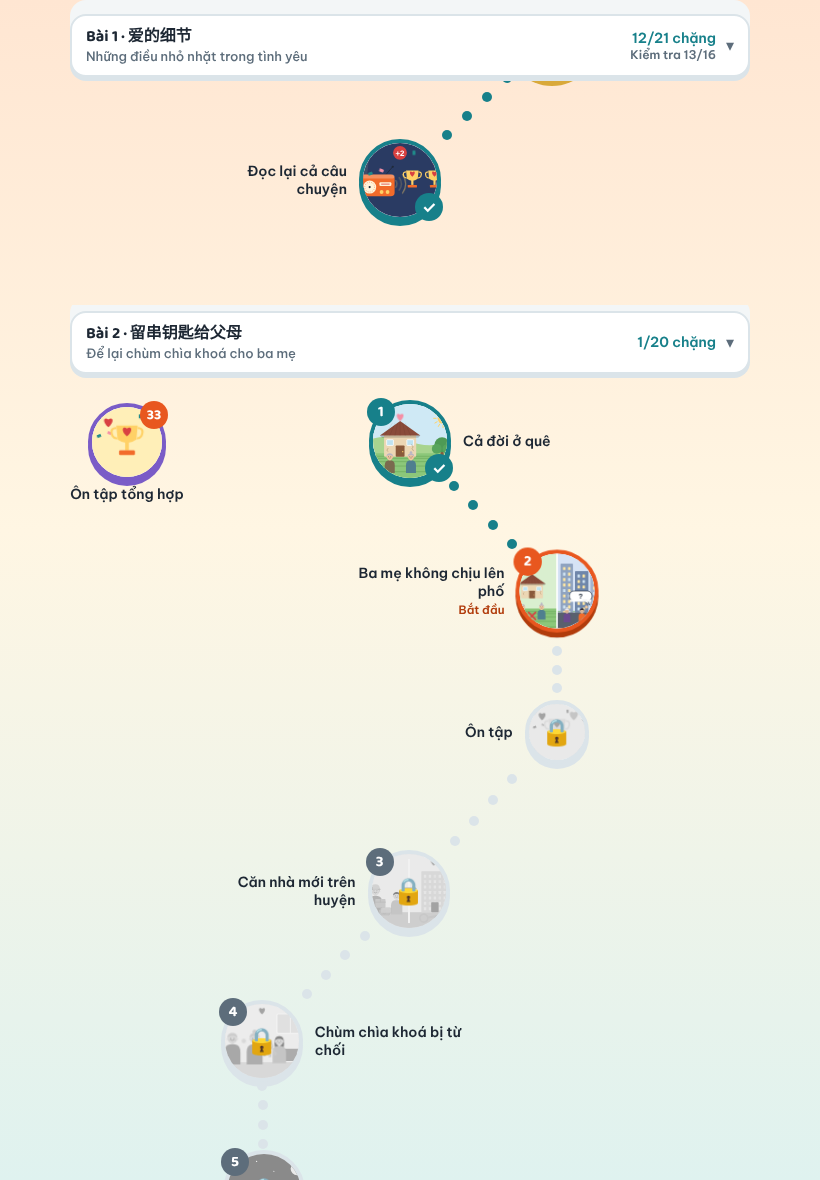 Bài 1 · 爱的细节
Những điều nhỏ nhặt trong tình yêu
12/21 chặng
Kiểm tra 13/16
Đọc lại cả câu
chuyện
+2
Bài 2 · 留串钥匙给父母
Để lại chùm chìa khoá cho ba mẹ
1/20 chặng
33
Ôn tập tổng hợp
1
Cả đời ở quê
2
Ba mẹ không chịu lên
phố
Bắt đầu
?
Ôn tập
3
Căn nhà mới trên
huyện
4
Chùm chìa khoá bị từ
chối
5